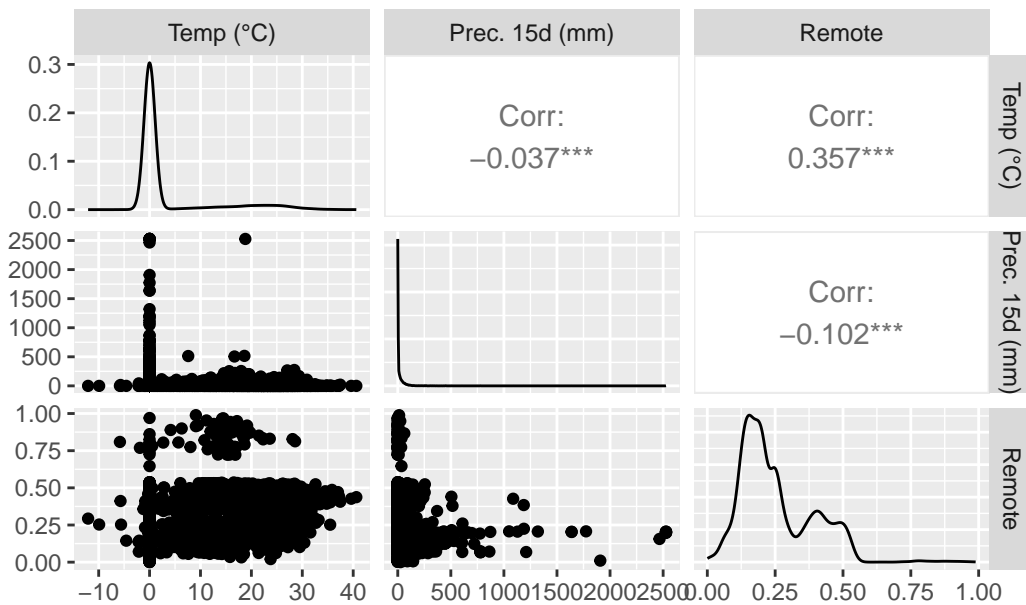 Temp (°C) Prec. 15d (mm) Remote
0.3
0.2
0.1
0.0
Corr:
−0.037***
Corr:
0.357***
Temp (°C)
2500
2000
1500
1000
500
0
Corr:
−0.102***
Prec. 15d (mm)
1.00
0.75
0.50
0.25
0.00
Remote
−10 0 10 20 30 40
0 500 1000 1500 2000 2500
0.00 0.25 0.50 0.75 1.00